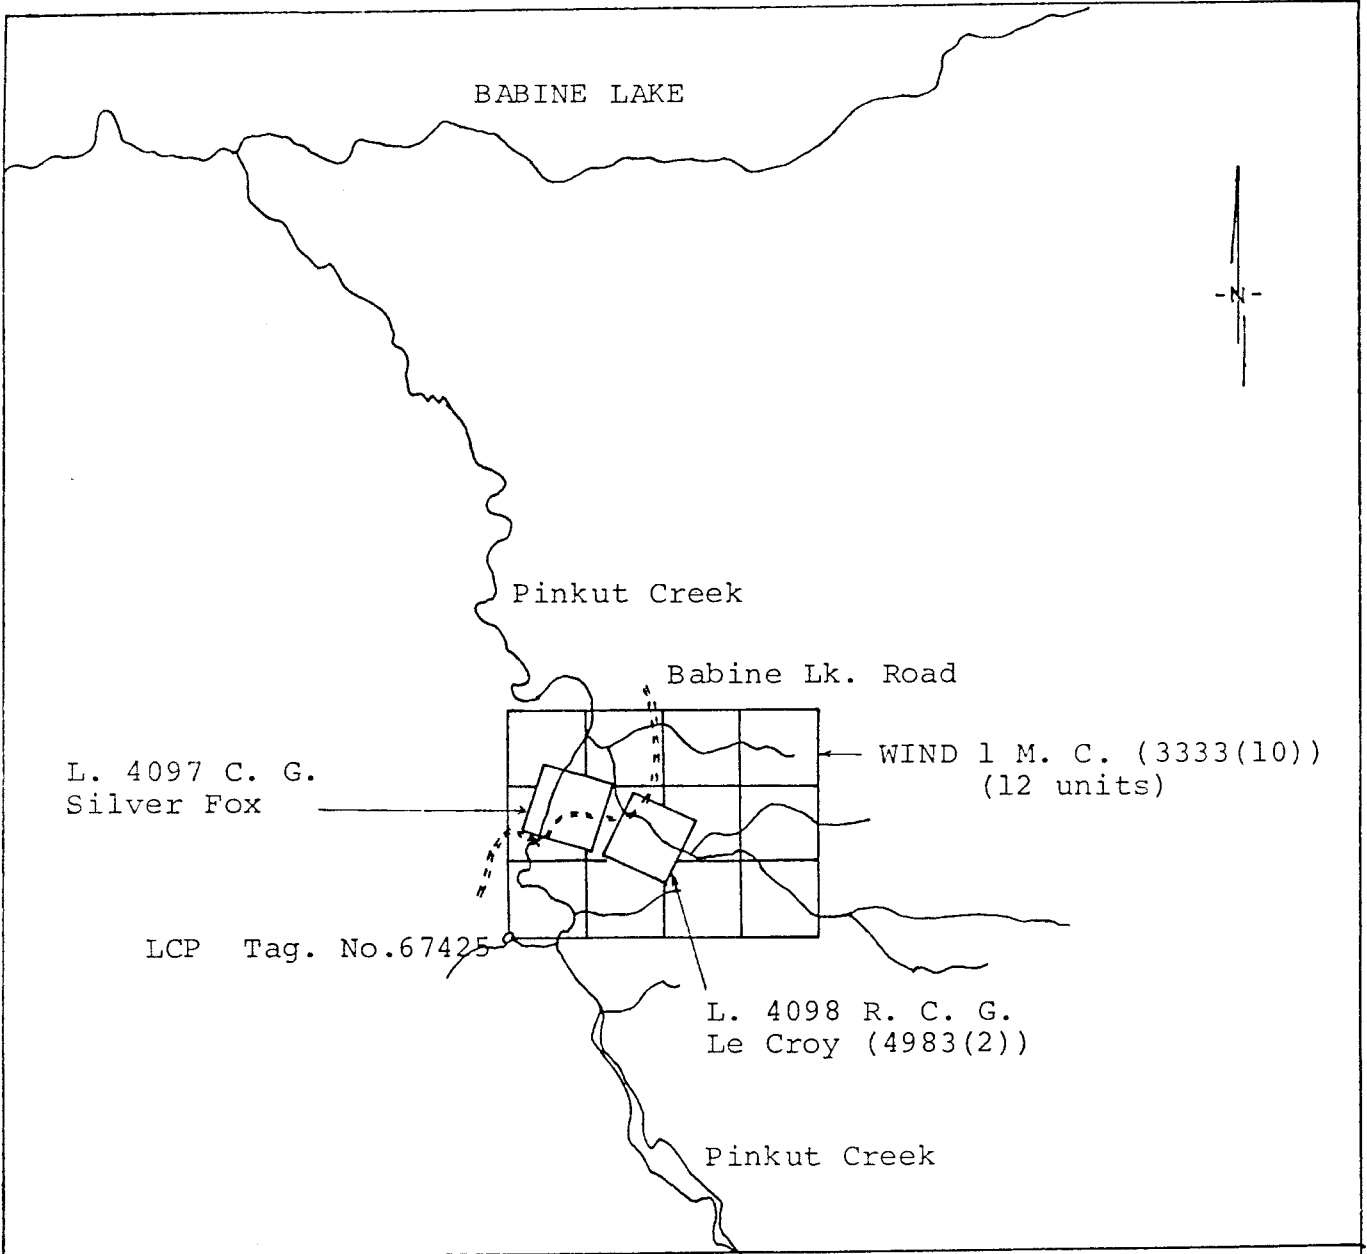 BABINE LAKE
-N-
Pinkut Creek
Babine Lk. Road
WIND 1 M. C. (3333(10))
(12 units)
L. 4097 C. G.
Silver Fox
LCP Tag. No.67425
L. 4098 R. C. G.
Le Croy (4983(2))
Pinkut Creek